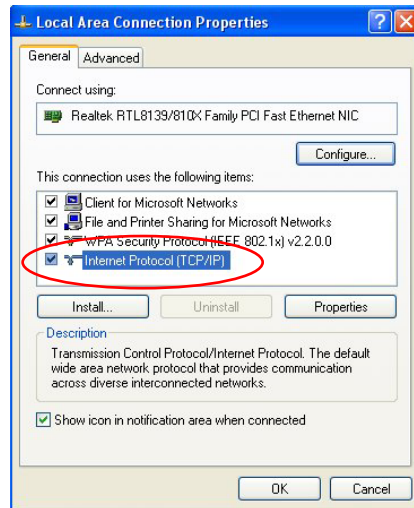 Local Area Connection Properties
General Advanced
Connect using:
Realtek RTL8139/810X Family PCI Fast Ethernet NIC
Configure...
This connection uses the following items:
Client for Microsoft Networks
File and Printer Sharing for Microsoft Networks
WPA Security Protocol (IEEE 802.1x) v2.2.0.0
Internet Protocol (TCP/IP)
Install... Uninstall Properties
Description
Transmission Control Protocol/Internet Protocol. The default
wide area network protocol that provides communication
across diverse interconnected networks.
Show icon in notification area when connected
OK Cancel